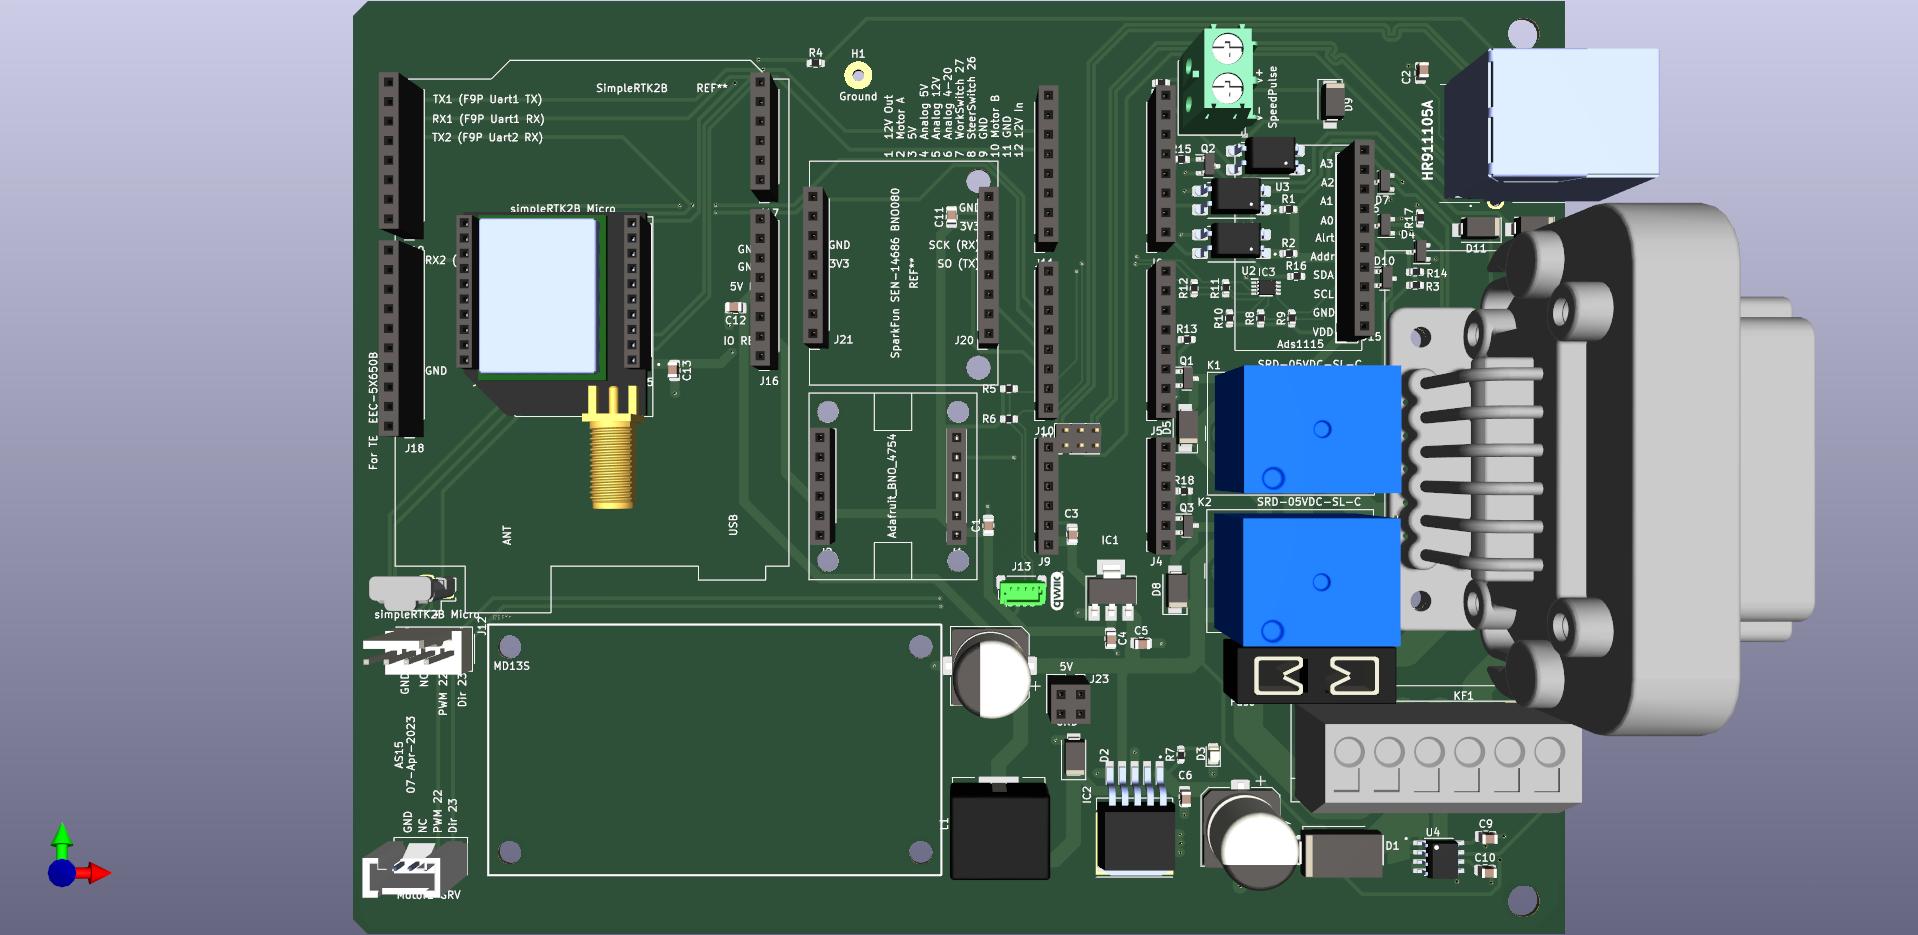 R4
H1
Ground
SimpleRTK2B REF**
TX1 (F9P Uart1 TX)
RX1 (F9P Uart1 RX)
TX2 (F9P Uart2 RX)
RX2 (
GND
J18
For TE EEC-5X650B
simpleRTK2B Micro
5V
C12
C13
J16
ANT
USB
1 12V Out
2 Motor A
3 5V
4 Analog 5V
5 Analog 12V
6 Analog 4-20
7 WorkSwitch 27
8 SteerSwitch 26
9 GND
10 Motor B
11 GND
12 12V In
C11
GND
3V3
SCK (RX)
SO (TX)
GND
3V3
SparkFun SEN-14686 BNO080
REF**
J21
J20
R5
R6
J10
J5
Adafruit_BNO_4754
C1
C3
J9
J4
J13
qwiic
IC1
D8
C4
C5
SpeedPulse
v+
v-
D9
C2
HR911105A
Q2
U3
R1
R2
R16
U2
IC3
R12
R11
R10
R8
R9
R13
Q1
D5
R18
Q3
A3
A2
A1
A0
Alrt
Addr
SDA
SCL
GND
VDD
Ads1115
D7
R17
D4
D10
R14
R3
D11
K1
SRD-05VDC-SL-C
K2
SRD-05VDC-SL-C
KF1
simpleRTK2B Micro
J12
GND
NC
PWM 22
Dir 23
AS15
07-Apr-2023
GND
NC
PWM 22
Dir 23
MD13S
5V
J23
GND
D2
R7
D3
C6
IC2
L1
D1
U4
C9
C10